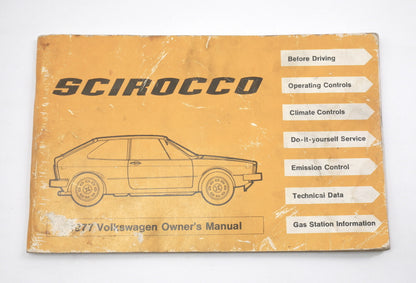 SCIROCCO
Before Driving
Operating Controls
Climate Controls
Do-it-yourself Service
Emission Control
Technical Data
Gas Station Information
977 Volkswagen Owner's Manual